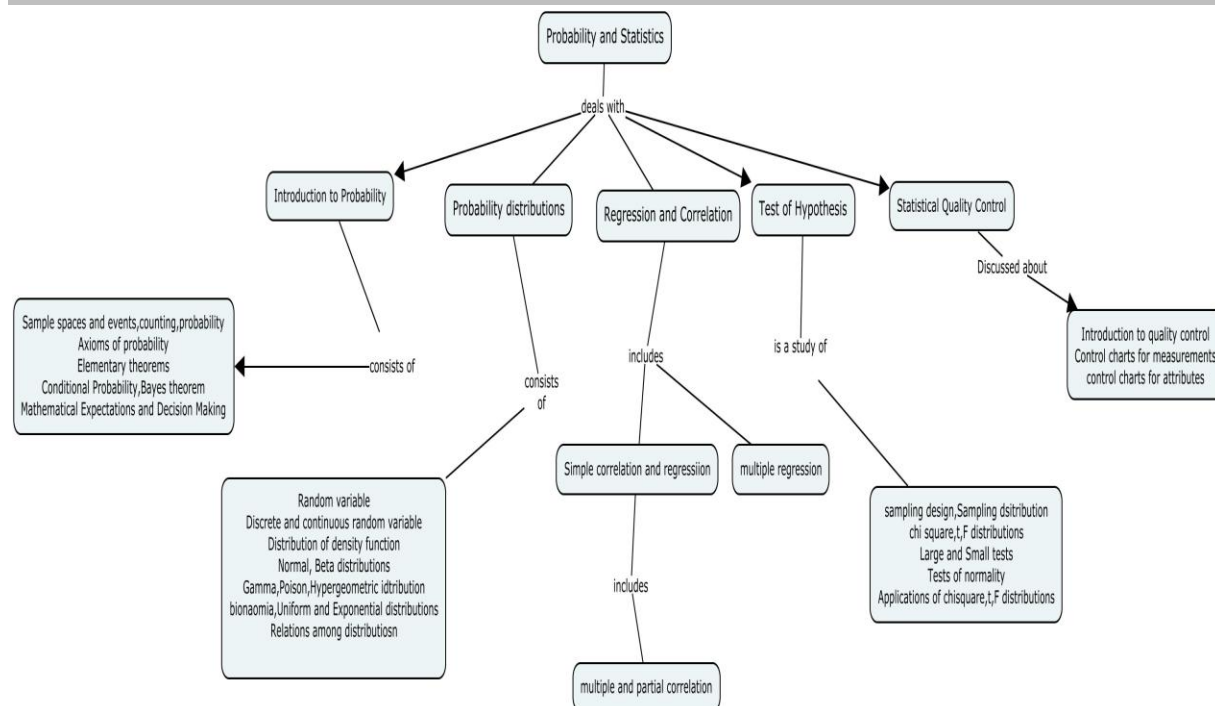 Probability and Statistics
deals with
Introduction to Probability
Probability distributions
Regression and Correlation
Test of Hypothesis
Statistical Quality Control
Discussed about
Sample spaces and events,counting,probability
Axioms of probability
Elementary theorems
Conditional Probability,Bayes theorem
Mathematical Expectations and Decision Making
consists of
consists
of
includes
is a study of
Introduction to quality control
Control charts for measurements
control charts for attributes
Random variable
Discrete and continuous random variable
Distribution of density function
Normal, Beta distributions
Gamma,Poison,Hypergeometric idtribution
bionaomia,Uniform and Exponential distributions
Relations among distributiosn
Simple correlation and regressiion
multiple regression
sampling design,Sampling dsitribution
chi square,t,F distributions
Large and Small tests
Tests of normality
Applications of chisquare,t,F distributions
includes
multiple and partial correlation